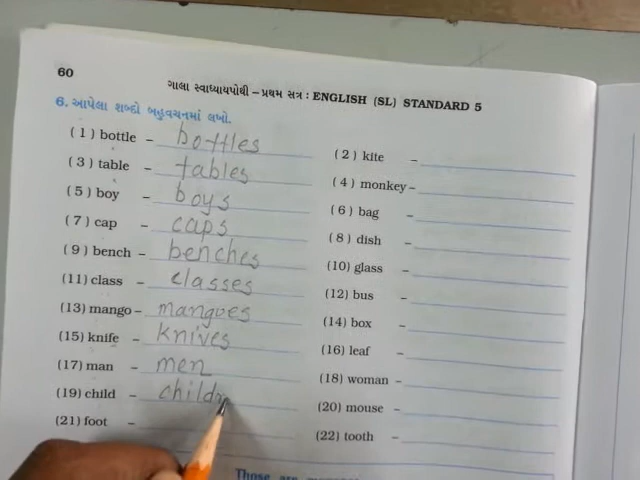 60
ગાલા સ્વાધ્યાયપોથી – પ્રથમ સત્ર : ENGLISH (SL) STANDARD 5
6. આપેલા શબ્દો બહુવચનમાં લખો.
( 1 ) bottle – bottles ( 2 ) kite –
( 3 ) table – tables ( 4 ) monkey –
( 5 ) boy – boys ( 6 ) bag –
( 7 ) cap – caps ( 8 ) dish –
( 9 ) bench – benches (10) glass –
(11) class – classes (12) bus –
(13) mango – mangoes (14) box –
(15) knife – knives (16) leaf –
(17) man – men (18) woman –
(19) child – childr (20) mouse –
(21) foot – (22) tooth –
Those are